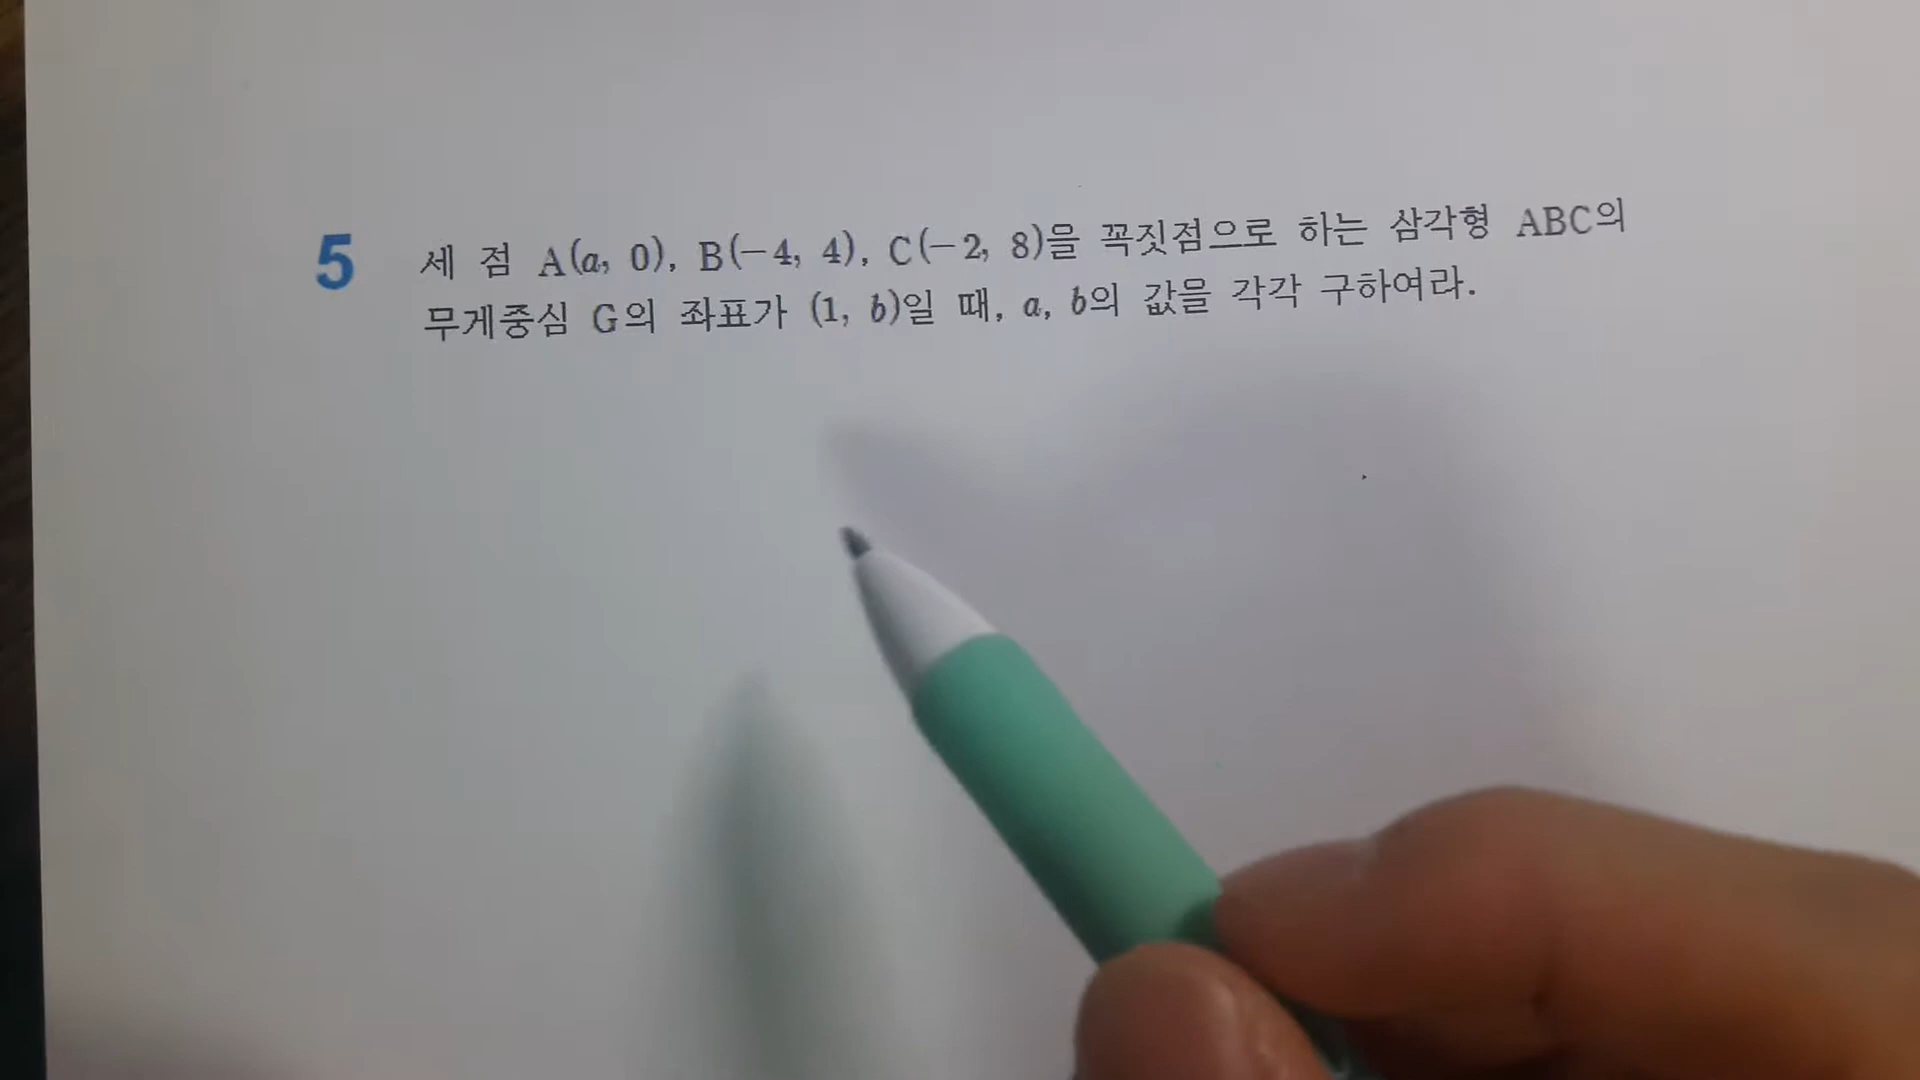 5 세 점 A(a, 0), B(−4, 4), C(−2, 8)을 꼭짓점으로 하는 삼각형 ABC의
무게중심 G의 좌표가 (1, b)일 때, a, b의 값을 각각 구하여라.